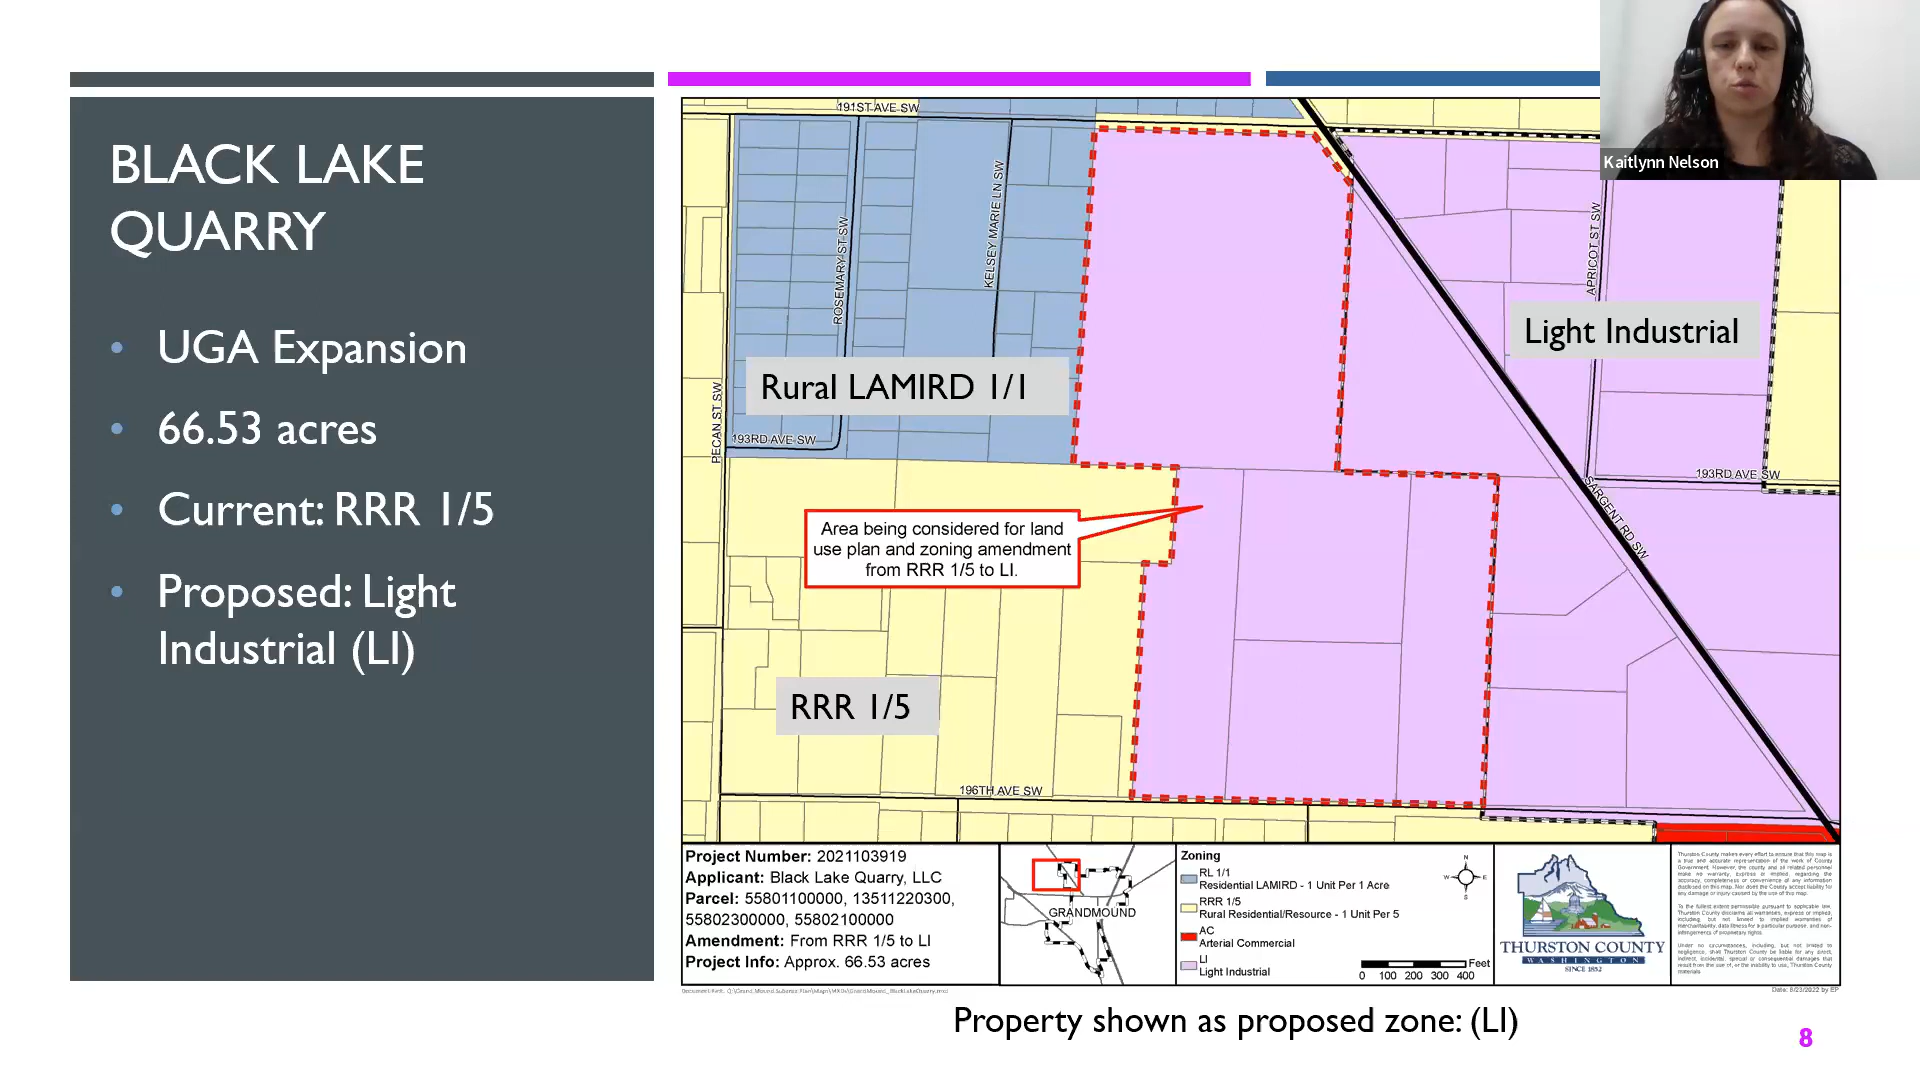 BLACK LAKE
QUARRY
• UGA Expansion
• 66.53 acres
• Current: RRR 1/5
• Proposed: Light
Industrial (LI)
Kaitlynn Nelson
191ST AVE SW
ROSEMARY ST SW
KELSEY MARIE LN SW
APRICOT ST SW
Light Industrial
Rural LAMIRD 1/1
PECAN ST SW
193RD AVE SW
193RD AVE SW
SARGENT RD SW
Area being considered for land
use plan and zoning amendment
from RRR 1/5 to LI.
RRR 1/5
196TH AVE SW
Project Number: 2021103919
Applicant: Black Lake Quarry, LLC
Parcel: 55801100000, 13511220300,
55802300000, 55802100000
Amendment: From RRR 1/5 to LI
Project Info: Approx. 66.53 acres
GRANDMOUND
Zoning
RL 1/1
Residential LAMIRD - 1 Unit Per 1 Acre
RRR 1/5
Rural Residential/Resource - 1 Unit Per 5
AC
Arterial Commercial
LI
Light Industrial
N
W E
S
Feet
0 100 200 300 400
THURSTON COUNTY
WASHINGTON
SINCE 1852
Date: 8/23/2022 by EP
Property shown as proposed zone: (LI)
8